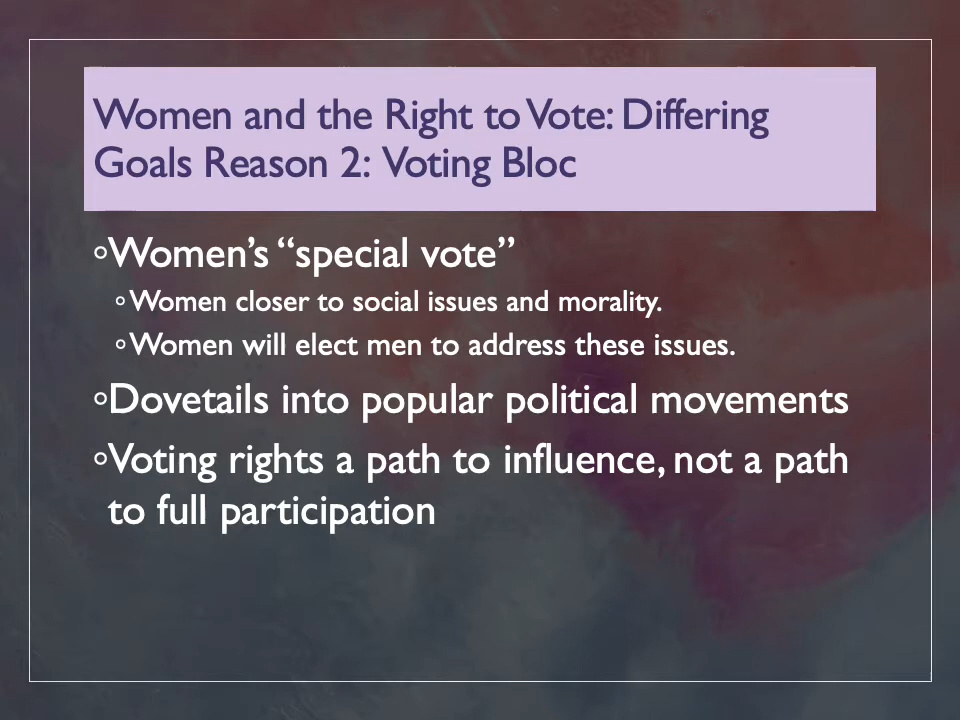 Women and the Right to Vote: Differing
Goals Reason 2: Voting Bloc
◦Women’s “special vote”
◦Women closer to social issues and morality.
◦Women will elect men to address these issues.
◦Dovetails into popular political movements
◦Voting rights a path to influence, not a path
to full participation